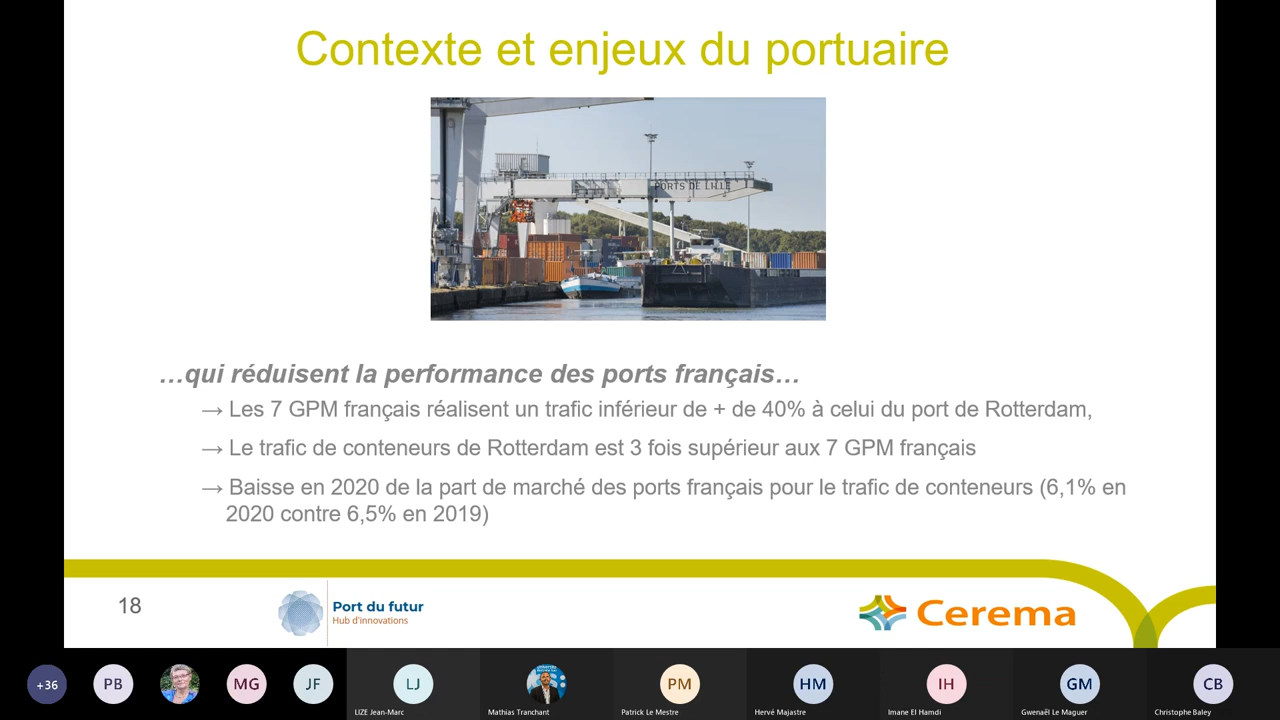 Contexte et enjeux du portuaire
PORTS DE LILLE
…qui réduisent la performance des ports français…
→ Les 7 GPM français réalisent un trafic inférieur de + de 40% à celui du port de Rotterdam,
→ Le trafic de conteneurs de Rotterdam est 3 fois supérieur aux 7 GPM français
→ Baisse en 2020 de la part de marché des ports français pour le trafic de conteneurs (6,1% en
2020 contre 6,5% en 2019)
18
Port du futur
Hub d'innovations
Cerema
+36
PB
MG
JF
LJ
PM
HM
IH
GM
CB
LIZE Jean-Marc
Mathias Tranchant
Patrick Le Mestre
Hervé Majastre
Imane El Hamdi
Gwenaël Le Maguer
Christophe Baley